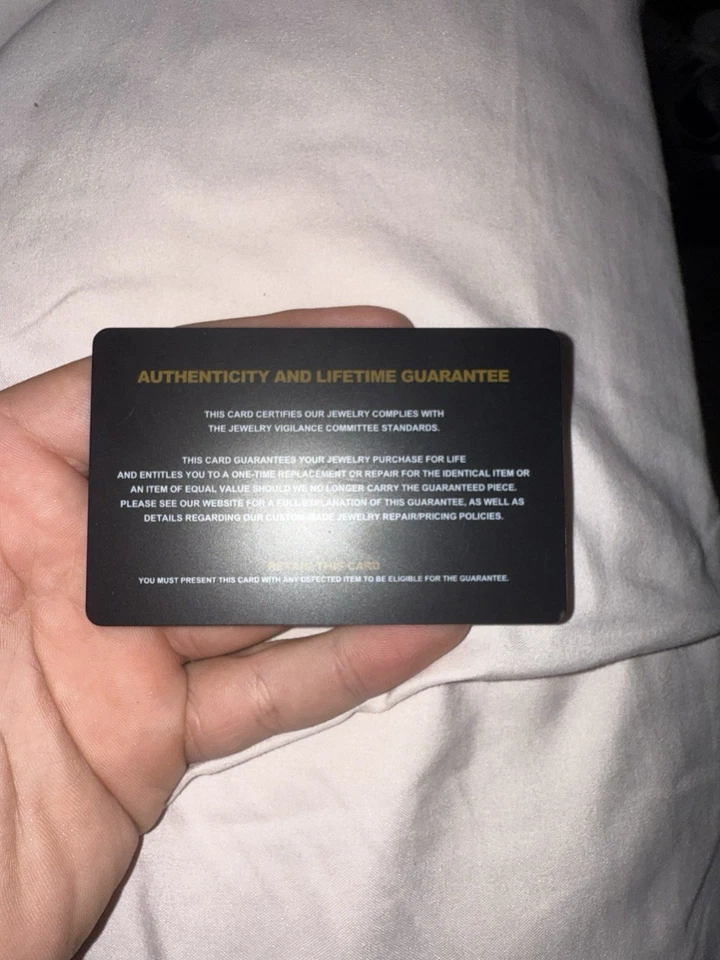 AUTHENTICITY AND LIFETIME GUARANTEE
THIS CARD CERTIFIES OUR JEWELRY COMPLIES WITH
THE JEWELRY VIGILANCE COMMITTEE STANDARDS.
THIS CARD GUARANTEES YOUR JEWELRY PURCHASE FOR LIFE
AND ENTITLES YOU TO A ONE-TIME REPLACEMENT OR REPAIR FOR THE IDENTICAL ITEM OR
AN ITEM OF EQUAL VALUE SHOULD WE NO LONGER CARRY THE GUARANTEED PIECE.
PLEASE SEE OUR WEBSITE FOR A FULL EXPLANATION OF THIS GUARANTEE, AS WELL AS
DETAILS REGARDING OUR CUSTOM-MADE JEWELRY REPAIR/PRICING POLICIES.
RETAIN THIS CARD
YOU MUST PRESENT THIS CARD WITH ANY DEFECTED ITEM TO BE ELIGIBLE FOR THE GUARANTEE.